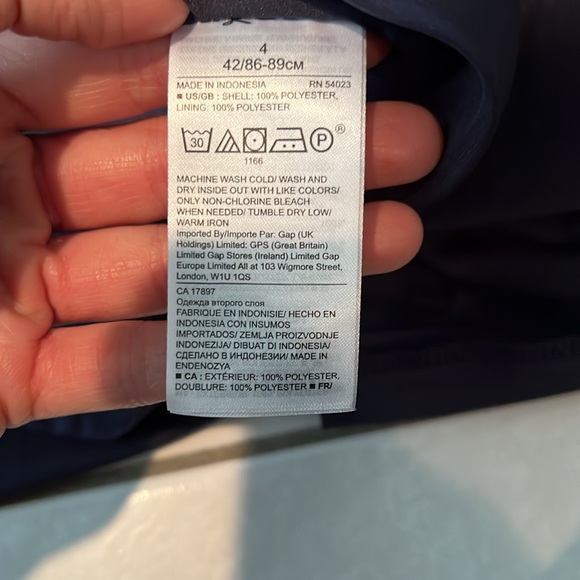 4
42/86-89CM
MADE IN INDONESIA RN 54023
■ US/GB : SHELL: 100% POLYESTER,
LINING: 100% POLYESTER
30 P ®
1166
MACHINE WASH COLD/ WASH AND
DRY INSIDE OUT WITH LIKE COLORS/
ONLY NON-CHLORINE BLEACH
WHEN NEEDED/ TUMBLE DRY LOW/
WARM IRON
Imported By/Importe Par: Gap (UK
Holdings) Limited: GPS (Great Britain)
Limited Gap Stores (Ireland) Limited Gap
Europe Limited All at 103 Wigmore Street,
London, W1U 1QS
CA 17897
Одежда второго слоя
FABRIQUE EN INDONISIE/ HECHO EN
INDONESIA CON INSUMOS
IMPORTADOS/ ZEMLJA PROIZVODNJE
INDONEZIJA/ DIBUAT DI INDONESIA/
СДЕЛАНО В ИНДОНЕЗИИ/ MADE IN
ENDENOZYA
■ CA : EXTÉRIEUR: 100% POLYESTER,
DOUBLURE: 100% POLYESTER ■ FR/